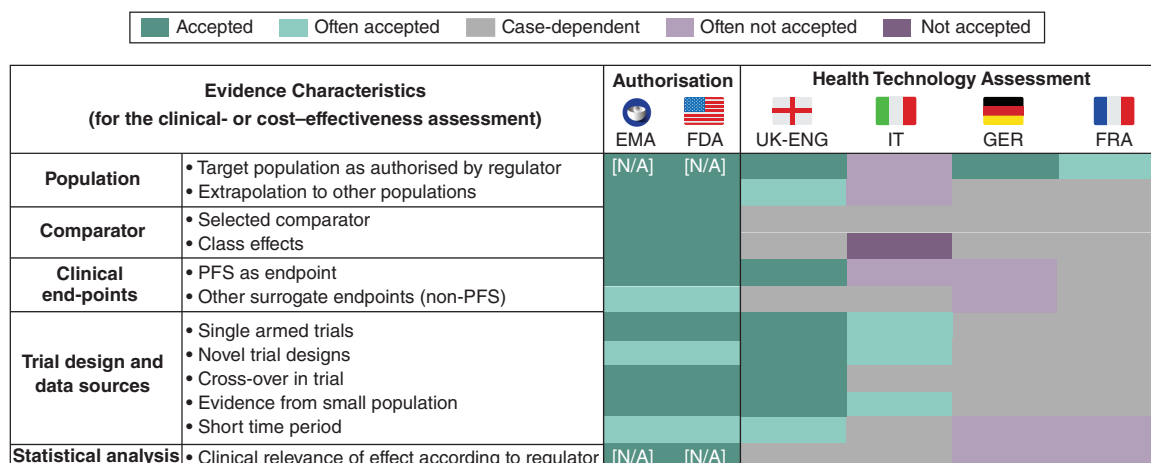 Accepted Often accepted Case-dependent Often not accepted Not accepted
Evidence Characteristics
(for the clinical- or cost–effectiveness assessment)
Authorisation
Health Technology Assessment
EMA FDA UK-ENG IT GER FRA
Population
• Target population as authorised by regulator [N/A] [N/A]
• Extrapolation to other populations
Comparator
• Selected comparator
• Class effects
Clinical
end-points
• PFS as endpoint
• Other surrogate endpoints (non-PFS)
Trial design and
data sources
• Single armed trials
• Novel trial designs
• Cross-over in trial
• Evidence from small population
• Short time period
Statistical analysis • Clinical relevance of effect according to regulator [N/A] [N/A]